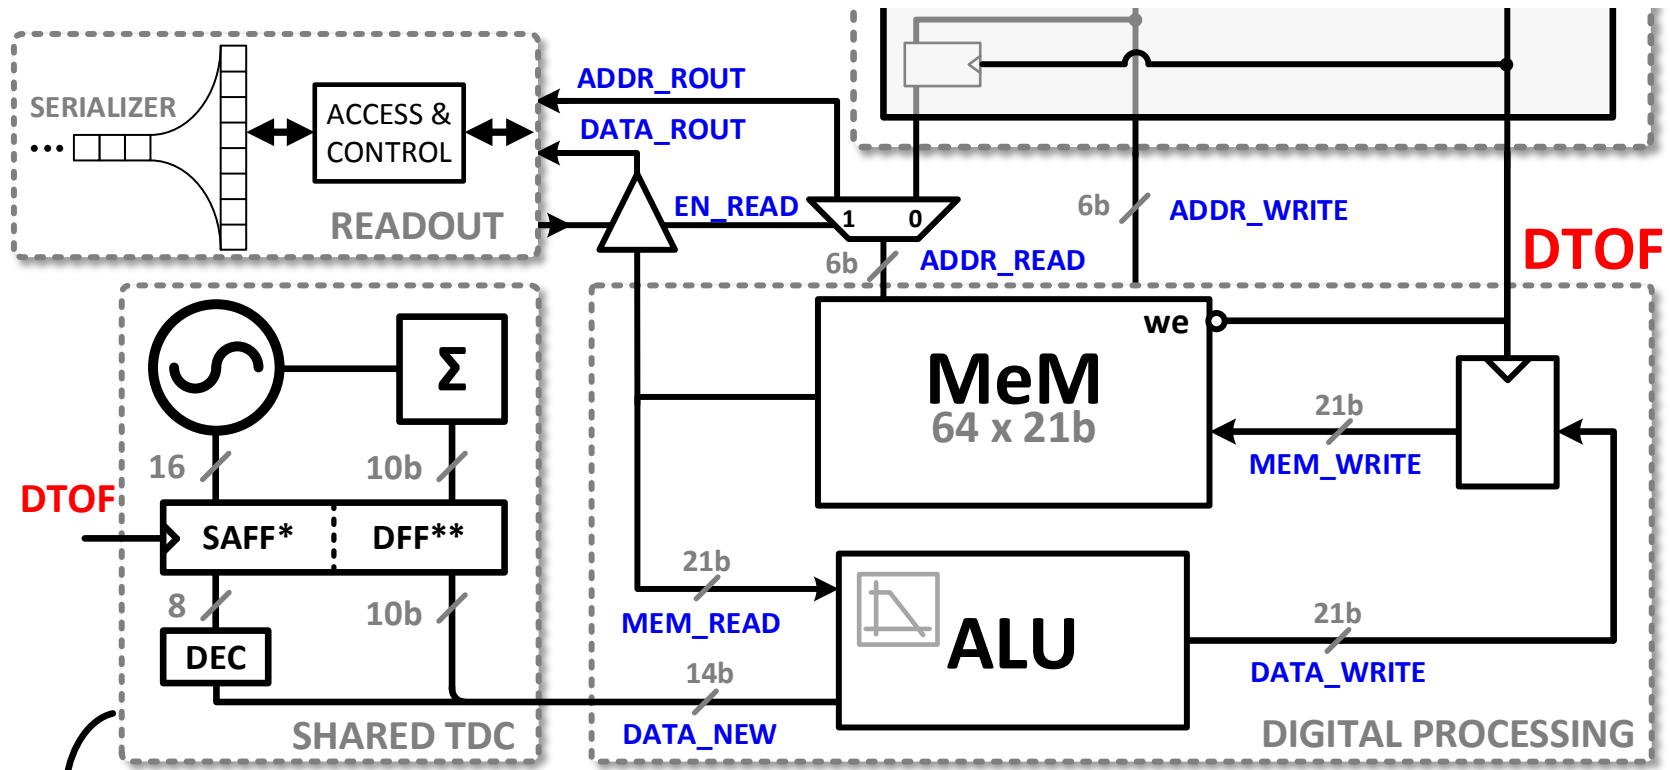 SERIALIZER
ACCESS &
CONTROL
READOUT
ADDR_ROUT
DATA_ROUT
EN_READ
1
0
6b
ADDR_READ
6b
ADDR_WRITE
DTOF
we
MeM
64 x 21b
21b
MEM_WRITE
Σ
16
10b
DTOF
SAFF*
DFF**
8
10b
DEC
SHARED TDC
21b
MEM_READ
14b
DATA_NEW
ALU
21b
DATA_WRITE
DIGITAL PROCESSING